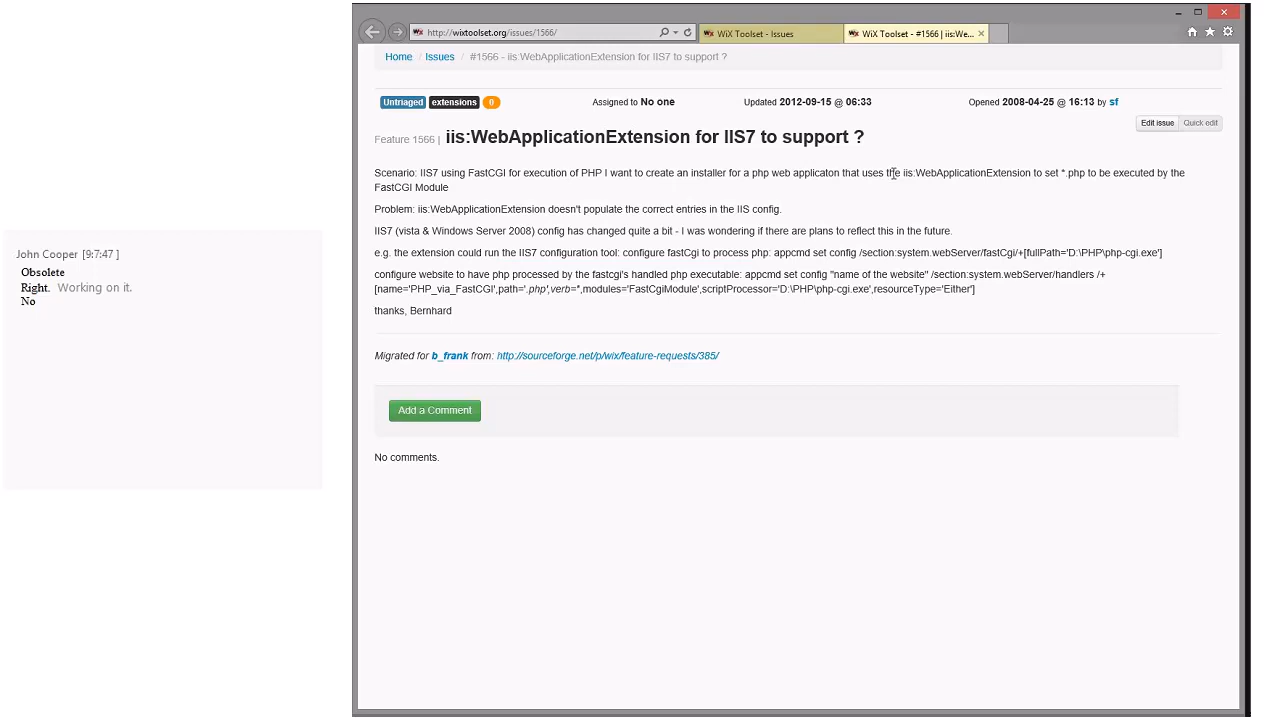 John Cooper [9:7:47 ]
Obsolete
Right. Working on it.
No
http://wixtoolset.org/issues/1566/
WiX Toolset - Issues
WiX Toolset - #1566 | iis:We...
Home / Issues / #1566 - iis:WebApplicationExtension for IIS7 to support ?
Untriaged extensions 0 Assigned to No one Updated 2012-09-15 @ 06:33 Opened 2008-04-25 @ 16:13 by sf
Edit issue Quick edit
Feature 1566 | iis:WebApplicationExtension for IIS7 to support ?
Scenario: IIS7 using FastCGI for execution of PHP I want to create an installer for a php web applicaton that uses the iis:WebApplicationExtension to set *.php to be executed by the
FastCGI Module
Problem: iis:WebApplicationExtension doesn't populate the correct entries in the IIS config.
IIS7 (vista & Windows Server 2008) config has changed quite a bit - I was wondering if there are plans to reflect this in the future.
e.g. the extension could run the IIS7 configuration tool: configure fastCgi to process php: appcmd set config /section:system.webServer/fastCgi/+[fullPath='D:\PHP\php-cgi.exe']
configure website to have php processed by the fastcgi's handled php executable: appcmd set config "name of the website" /section:system.webServer/handlers /+
[name='PHP_via_FastCGI',path='.php',verb=*,modules='FastCgiModule',scriptProcessor='D:\PHP\php-cgi.exe',resourceType='Either']
thanks, Bernhard
Migrated for b_frank from: http://sourceforge.net/p/wix/feature-requests/385/
Add a Comment
No comments.